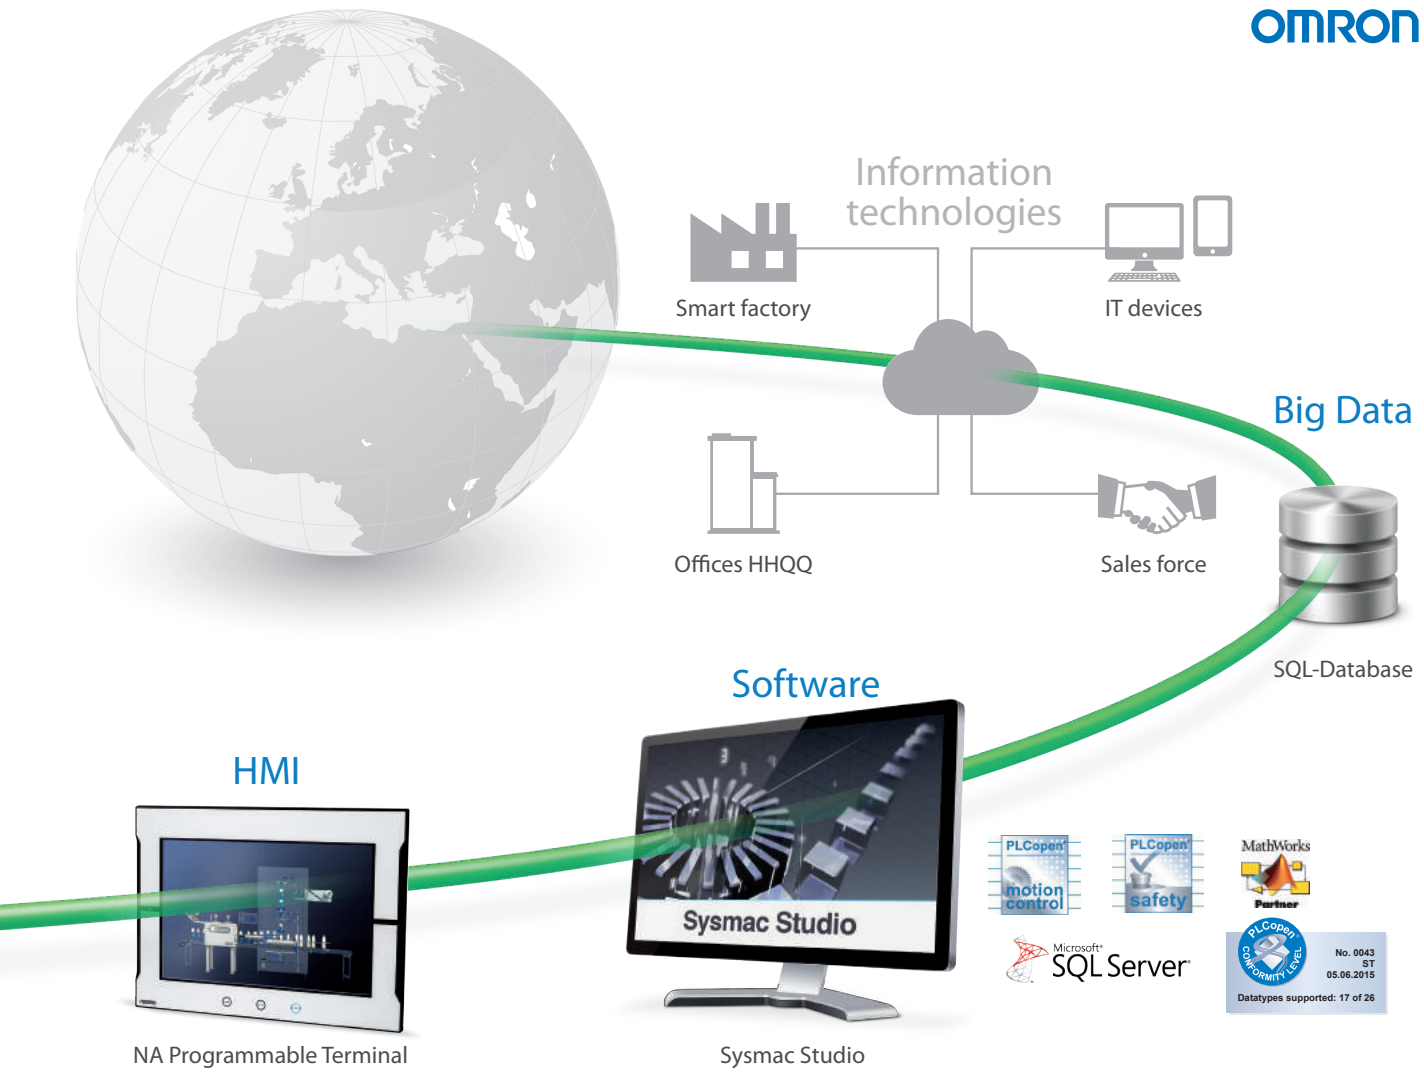 OMRON
Information
technologies
Smart factory
IT devices
Big Data
Offices HHQQ
Sales force
SQL-Database
Software
HMI
Sysmac Studio
PLCopen
motion
control
PLCopen
safety
MathWorks
Partner
Microsoft®
SQL Server®
PLCopen®
CONFORMITY LEVEL
No. 0043
ST
05.06.2015
Datatypes supported: 17 of 26
NA Programmable Terminal
Sysmac Studio